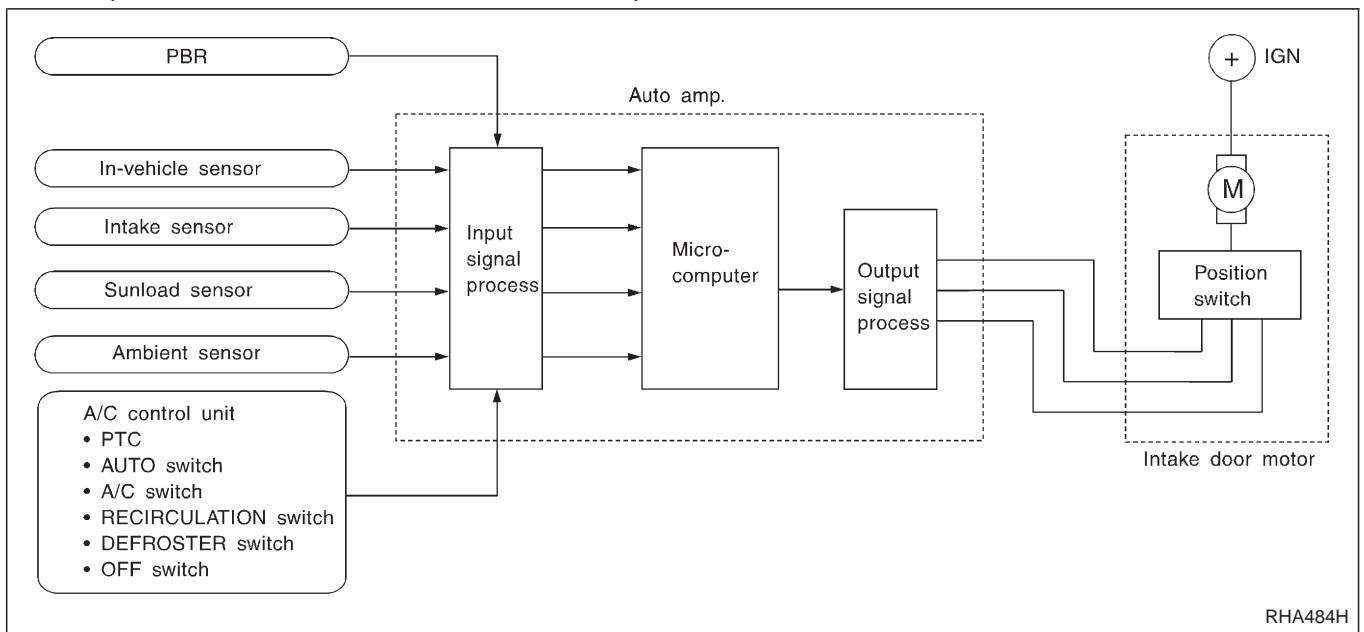 PBR
IGN
Auto amp.
In-vehicle sensor
Intake sensor
Sunload sensor
Ambient sensor
Input
signal
process
Micro-
computer
Output
signal
process
M
+
Position
switch
Intake door motor
A/C control unit
• PTC
• AUTO switch
• A/C switch
• RECIRCULATION switch
• DEFROSTER switch
• OFF switch
RHA484H